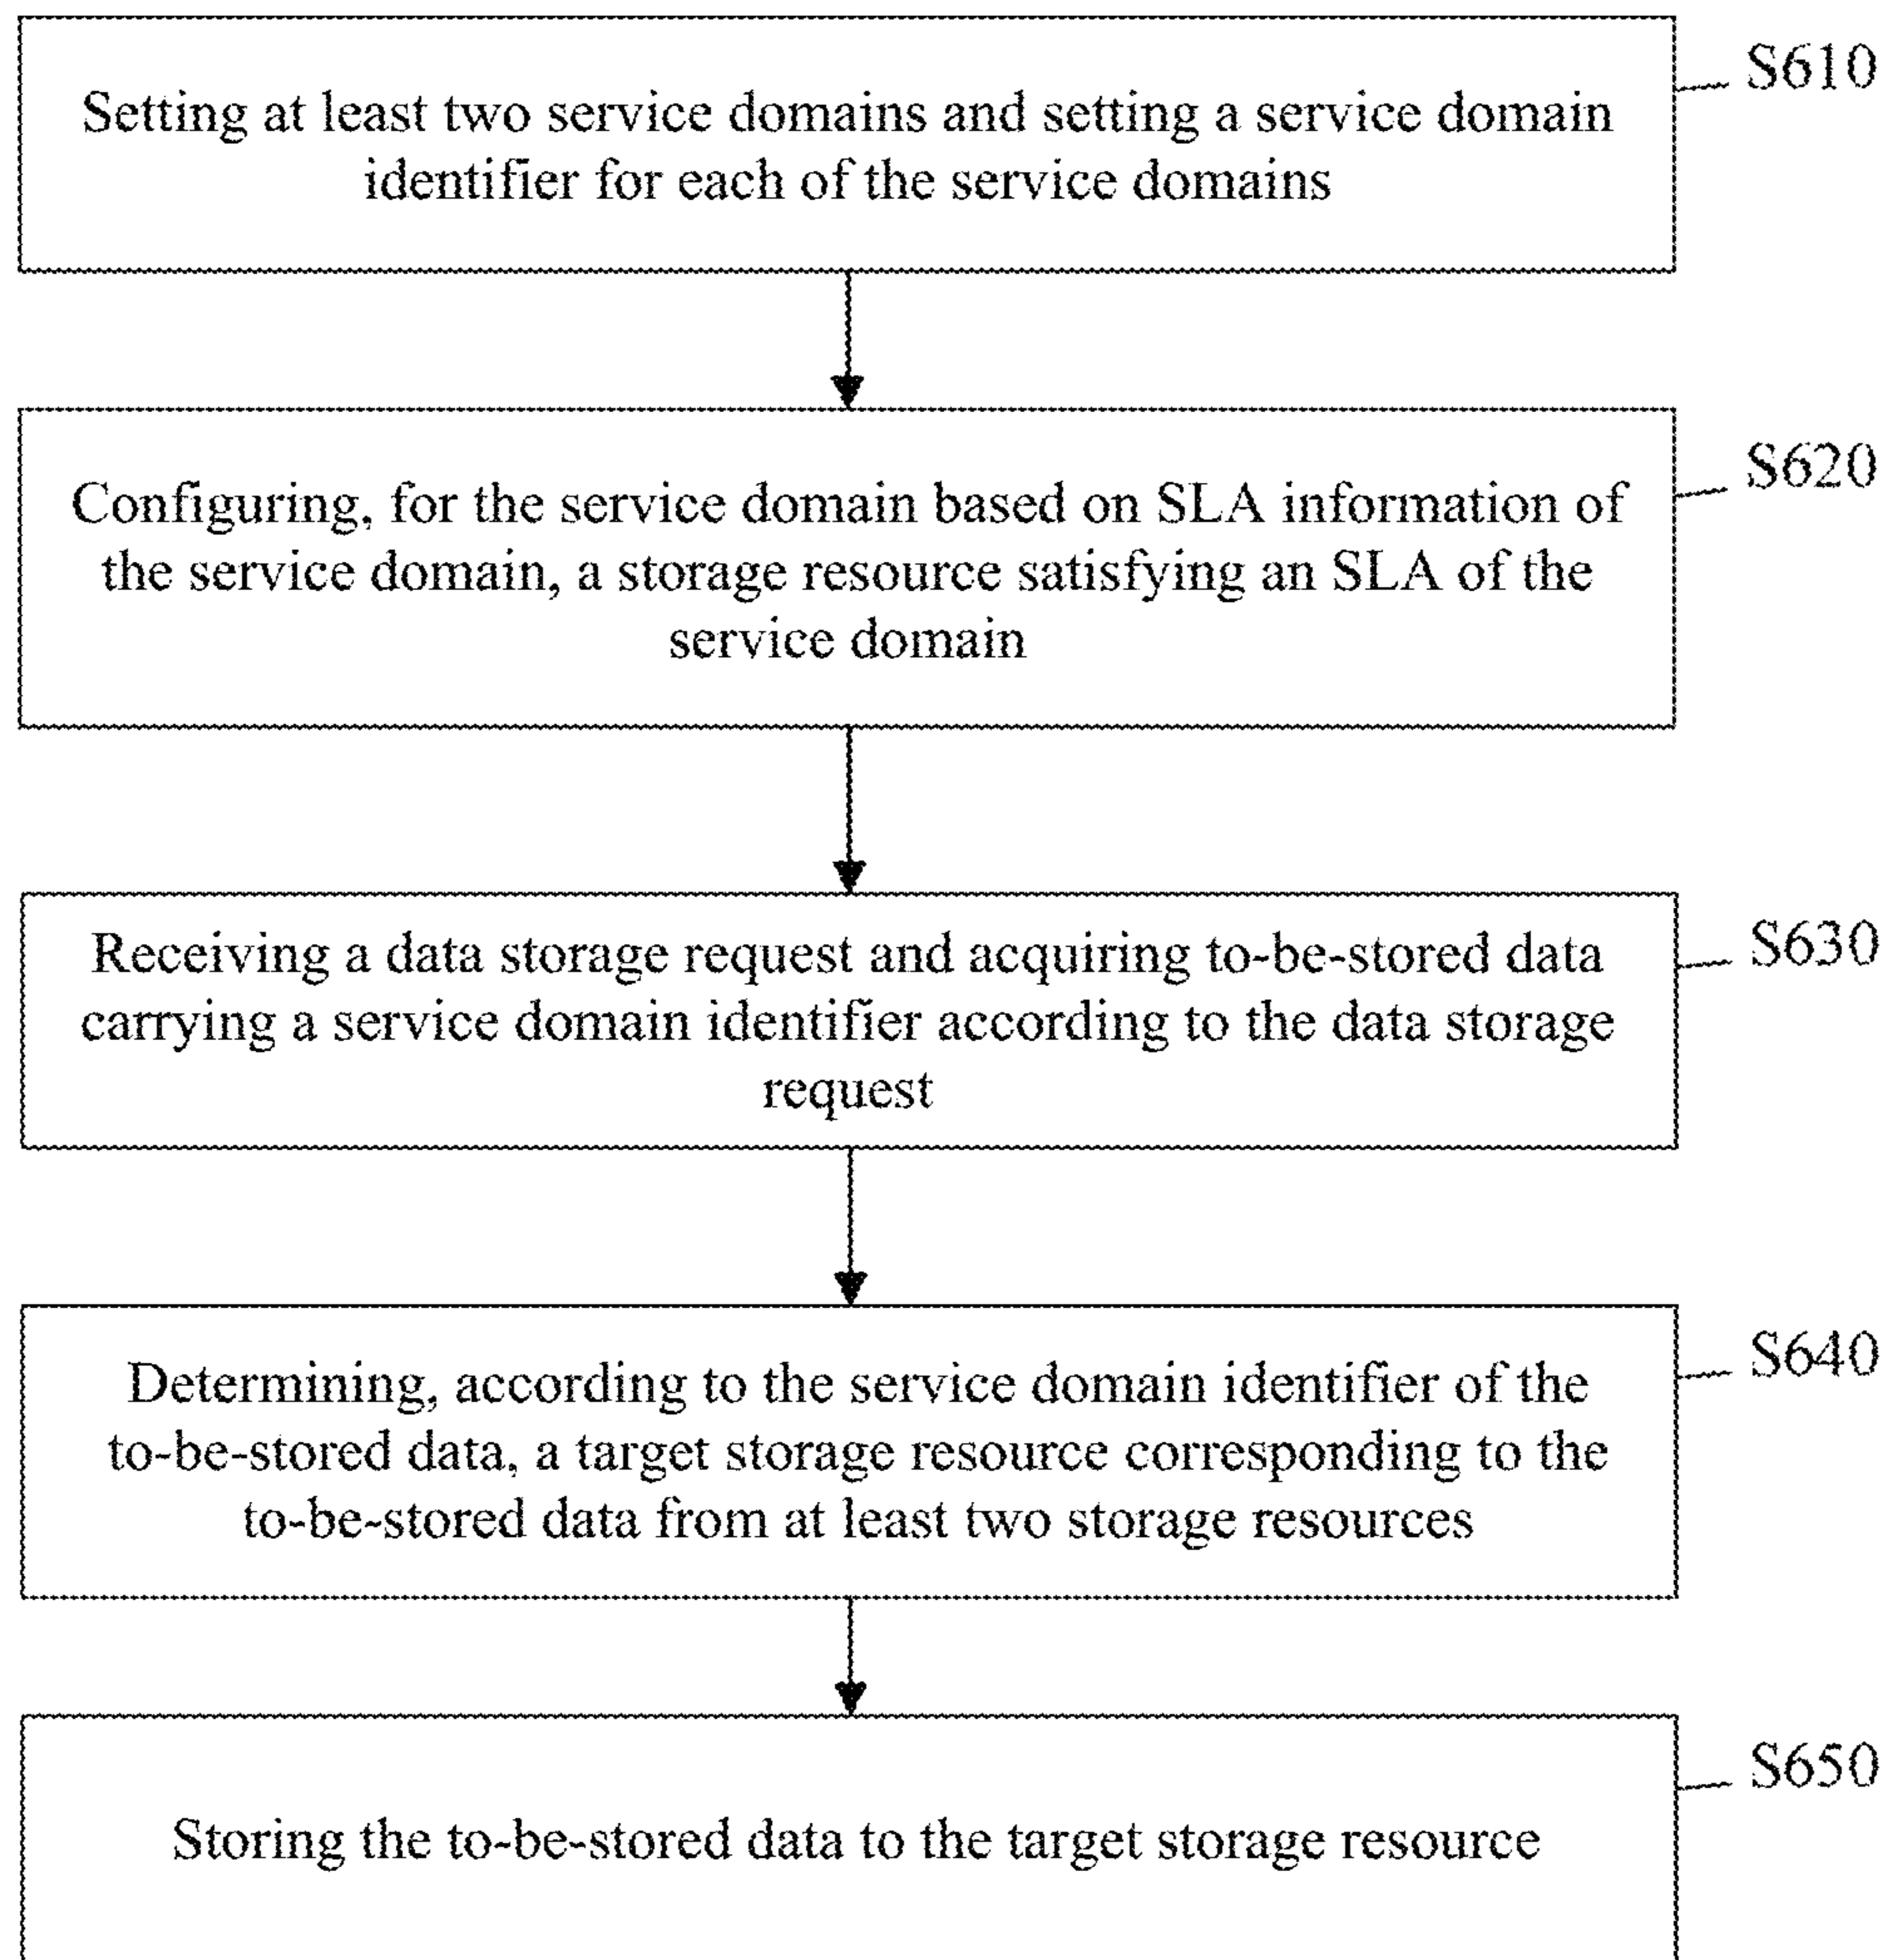 S610
Setting at least two service domains and setting a service domain
identifier for each of the service domains
S620
Configuring, for the service domain based on SLA information of
the service domain, a storage resource satisfying an SLA of the
service domain
S630
Receiving a data storage request and acquiring to-be-stored data
carrying a service domain identifier according to the data storage
request
S640
Determining, according to the service domain identifier of the
to-be-stored data, a target storage resource corresponding to the
to-be-stored data from at least two storage resources
S650
Storing the to-be-stored data to the target storage resource